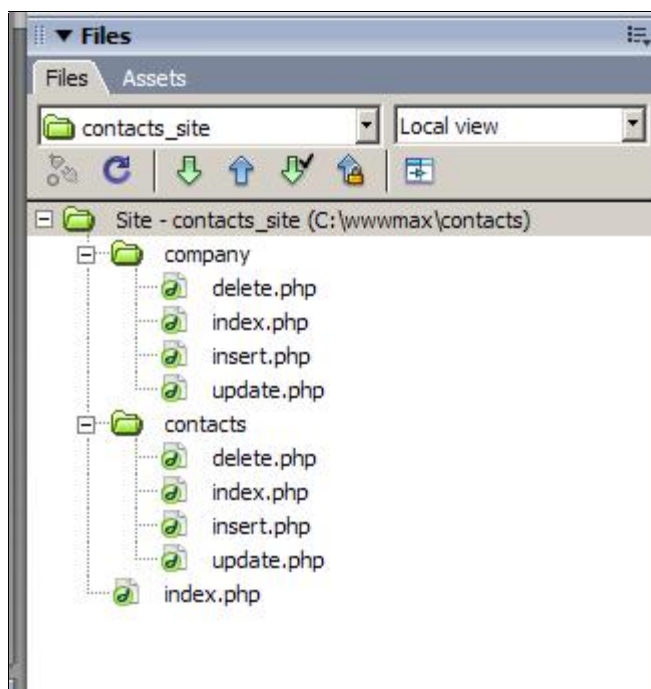 Files
Files Assets
contacts_site Local view
Site - contacts_site (C:\wwwmax\contacts)
company
delete.php
index.php
insert.php
update.php
contacts
delete.php
index.php
insert.php
update.php
index.php